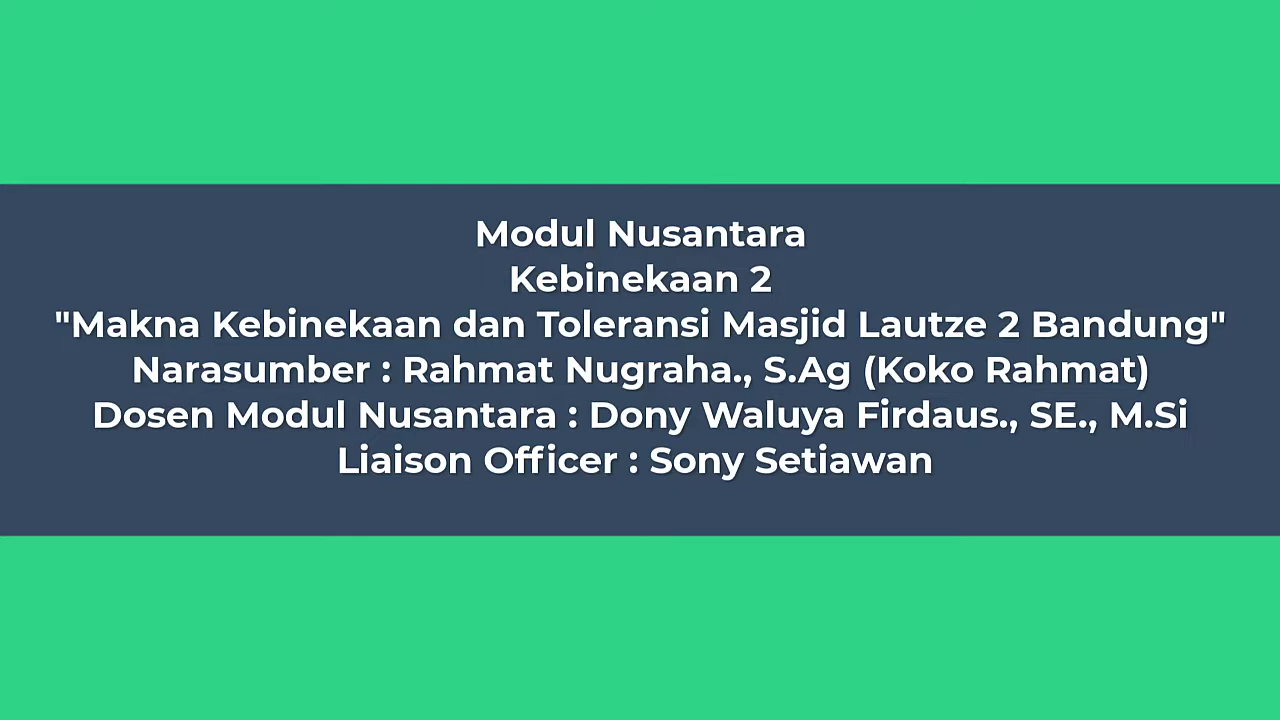 Modul Nusantara
Kebinekaan 2
"Makna Kebinekaan dan Toleransi Masjid Lautze 2 Bandung"
Narasumber : Rahmat Nugraha., S.Ag (Koko Rahmat)
Dosen Modul Nusantara : Dony Waluya Firdaus., SE., M.Si
Liaison Officer : Sony Setiawan